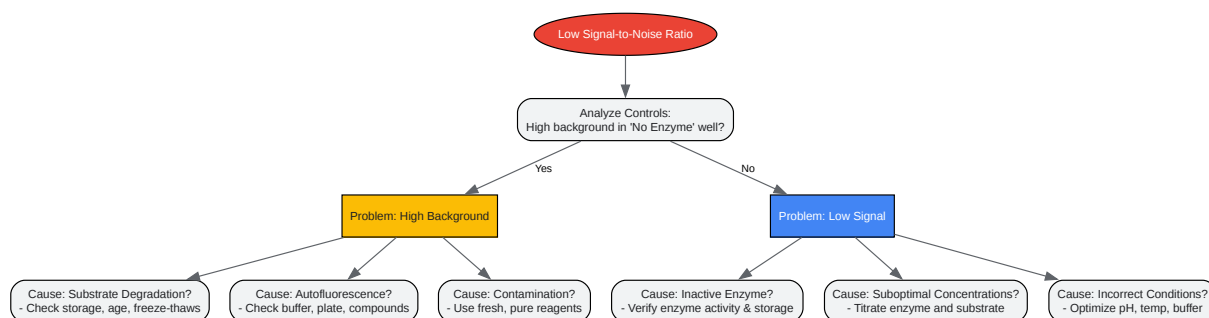 Low Signal-to-Noise Ratio
Analyze Controls:
High background in 'No Enzyme' well?
Yes
No
Problem: High Background
Problem: Low Signal
Cause: Substrate Degradation?
- Check storage, age, freeze-thaws
Cause: Autofluorescence?
- Check buffer, plate, compounds
Cause: Contamination?
- Use fresh, pure reagents
Cause: Inactive Enzyme?
- Verify enzyme activity & storage
Cause: Suboptimal Concentrations?
- Titrate enzyme and substrate
Cause: Incorrect Conditions?
- Optimize pH, temp, buffer